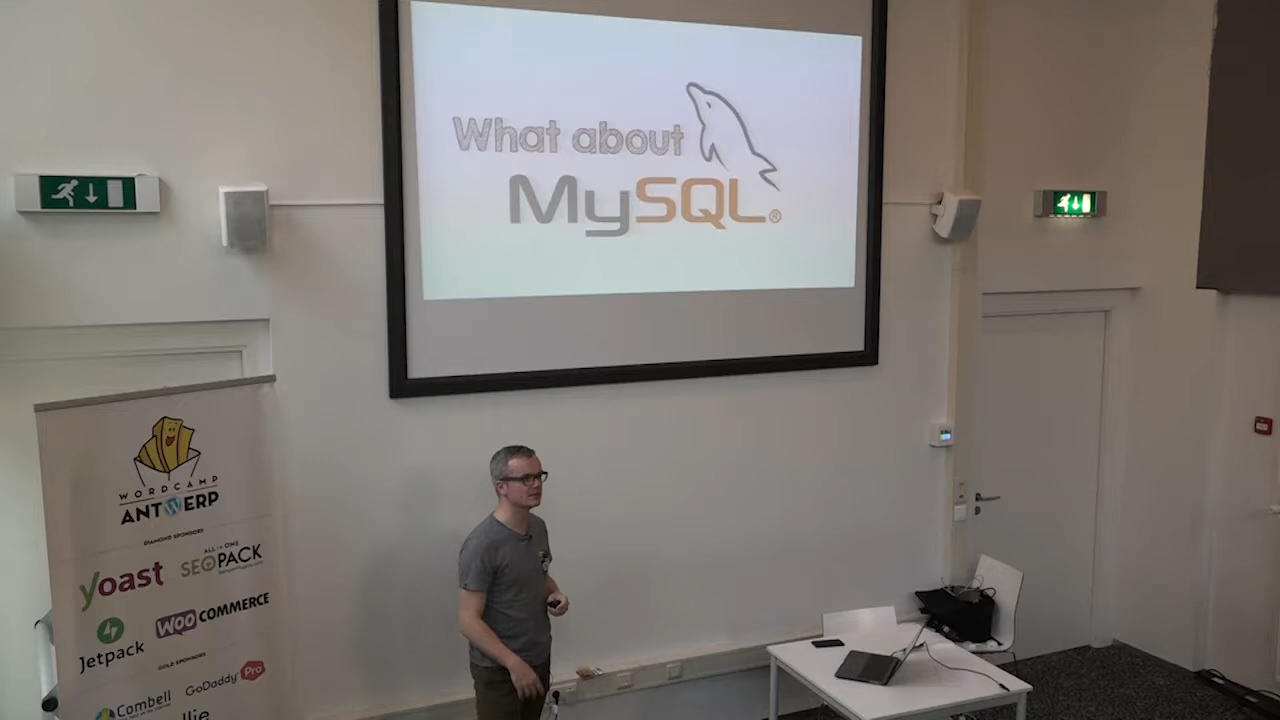 What about
MySQL®
WORDCAMP
ANTWERP
DIAMOND SPONSORS
yoast
ALL IN ONE
SEOPACK
Jetpack
WOOCOMMERCE
GOLD SPONSORS
Combell
GoDaddy Pro
llie